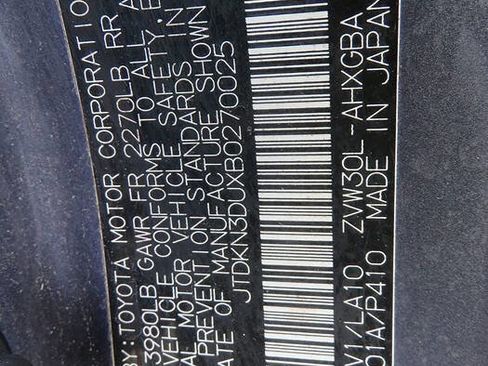 BY: TOYOTA MOTOR CORPORATION
3980LB GAWR FR 2270LB RR
VEHICLE CONFORMS TO ALL
AL MOTOR VEHICLE SAFETY,
PREVENTION STANDARDS IN
ATE OF MANUFACTURE SHOWN
JTDKN3DUXB0270025
V1/LA10 ZVW30L-AHXGBA
01A/P410 MADE IN JAPAN